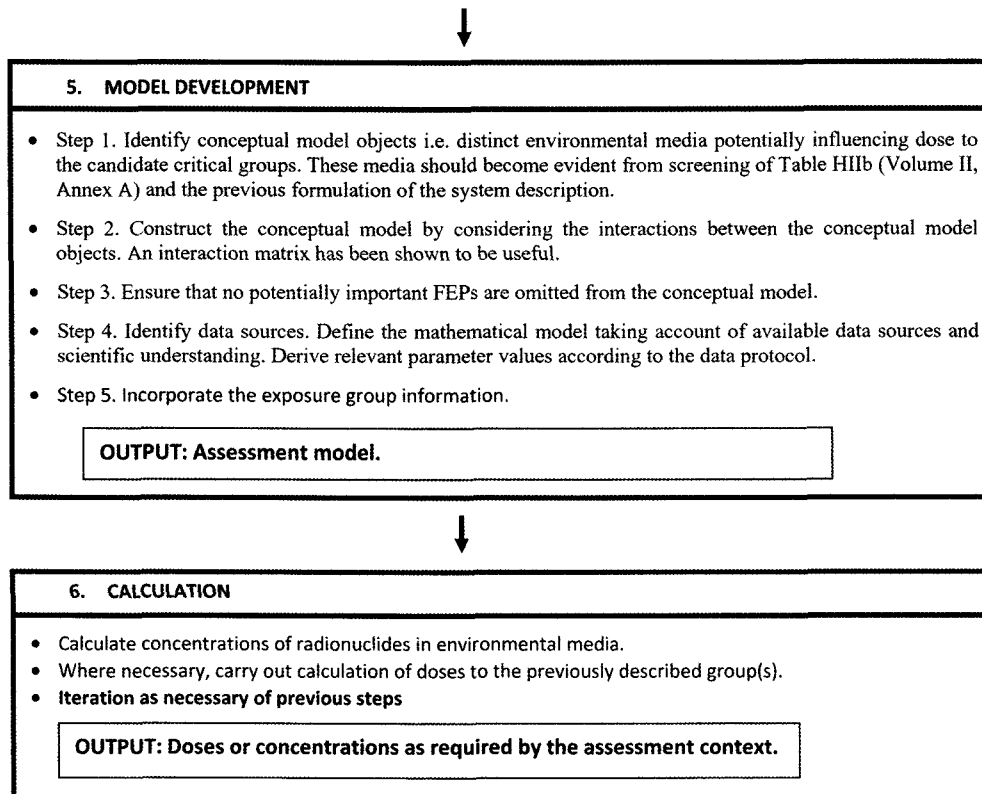 5. MODEL DEVELOPMENT
• Step 1. Identify conceptual model objects i.e. distinct environmental media potentially influencing dose to
the candidate critical groups. These media should become evident from screening of Table HIIb (Volume II,
Annex A) and the previous formulation of the system description.
• Step 2. Construct the conceptual model by considering the interactions between the conceptual model
objects. An interaction matrix has been shown to be useful.
• Step 3. Ensure that no potentially important FEPs are omitted from the conceptual model.
• Step 4. Identify data sources. Define the mathematical model taking account of available data sources and
scientific understanding. Derive relevant parameter values according to the data protocol.
• Step 5. Incorporate the exposure group information.
OUTPUT: Assessment model.
6. CALCULATION
• Calculate concentrations of radionuclides in environmental media.
• Where necessary, carry out calculation of doses to the previously described group(s).
• Iteration as necessary of previous steps
OUTPUT: Doses or concentrations as required by the assessment context.